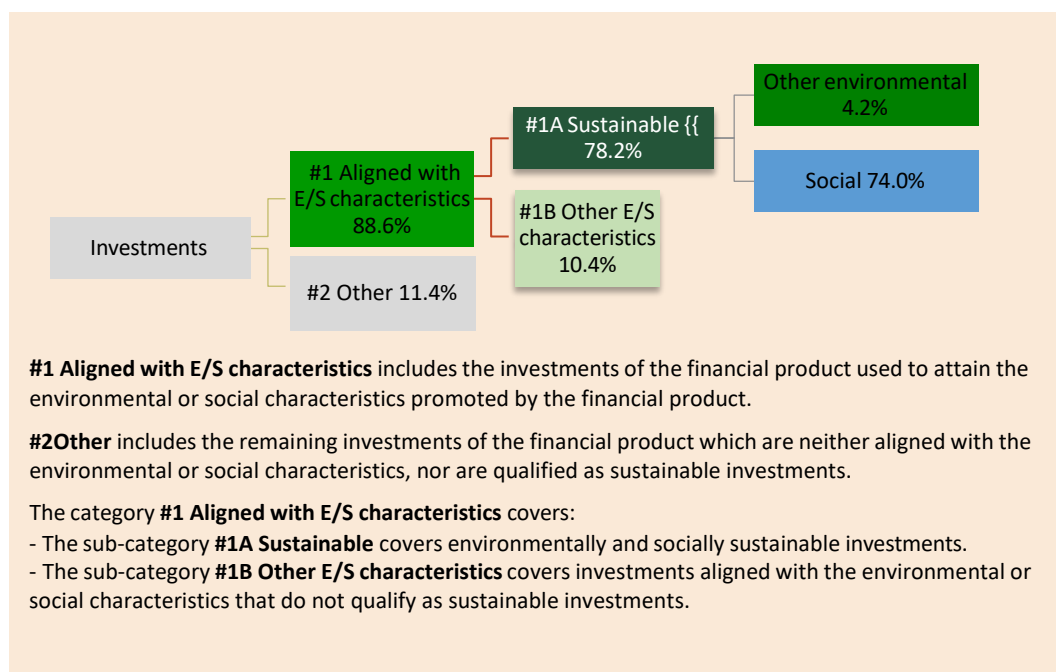 Investments
#1 Aligned with
E/S characteristics
88.6%
#2 Other 11.4%
#1A Sustainable {{
78.2%
#1B Other E/S
characteristics
10.4%
Other environmental
4.2%
Social 74.0%
#1 Aligned with E/S characteristics includes the investments of the financial product used to attain the
environmental or social characteristics promoted by the financial product.
#2Other includes the remaining investments of the financial product which are neither aligned with the
environmental or social characteristics, nor are qualified as sustainable investments.
The category #1 Aligned with E/S characteristics covers:
- The sub-category #1A Sustainable covers environmentally and socially sustainable investments.
- The sub-category #1B Other E/S characteristics covers investments aligned with the environmental or
social characteristics that do not qualify as sustainable investments.